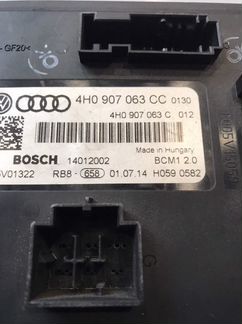 -GF20<
4H0 907 063 CC 0130
4H0 907 063 C 012
Made in Hungary
BOSCH 14012002 BCM1 2.0
5V01322 RB8- 658 01.07.14 H059 0582